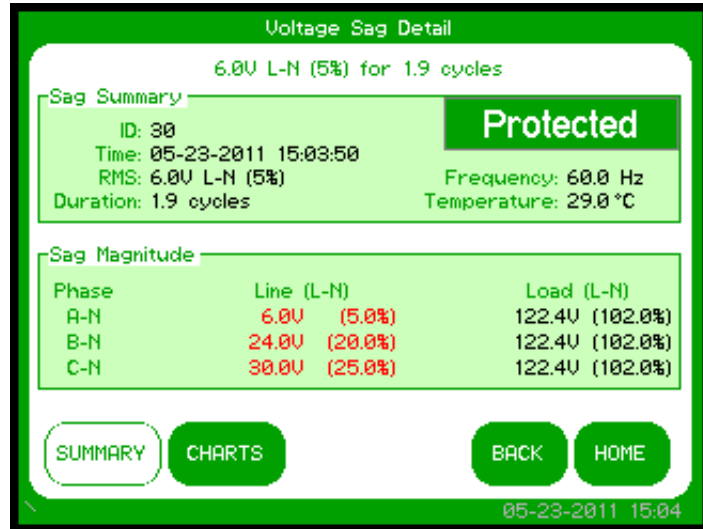 Voltage Sag Detail
6.0V L-N (5%) for 1.9 cycles
Sag Summary
Protected
ID: 30
Time: 05-23-2011 15:03:50
RMS: 6.0V L-N (5%) Frequency: 60.0 Hz
Duration: 1.9 cycles Temperature: 29.0°C
Sag Magnitude
Phase Line (L-N) Load (L-N)
A-N 6.0V (5.0%) 122.4V (102.0%)
B-N 24.0V (20.0%) 122.4V (102.0%)
C-N 30.0V (25.0%) 122.4V (102.0%)
SUMMARY CHARTS BACK HOME
05-23-2011 15:04